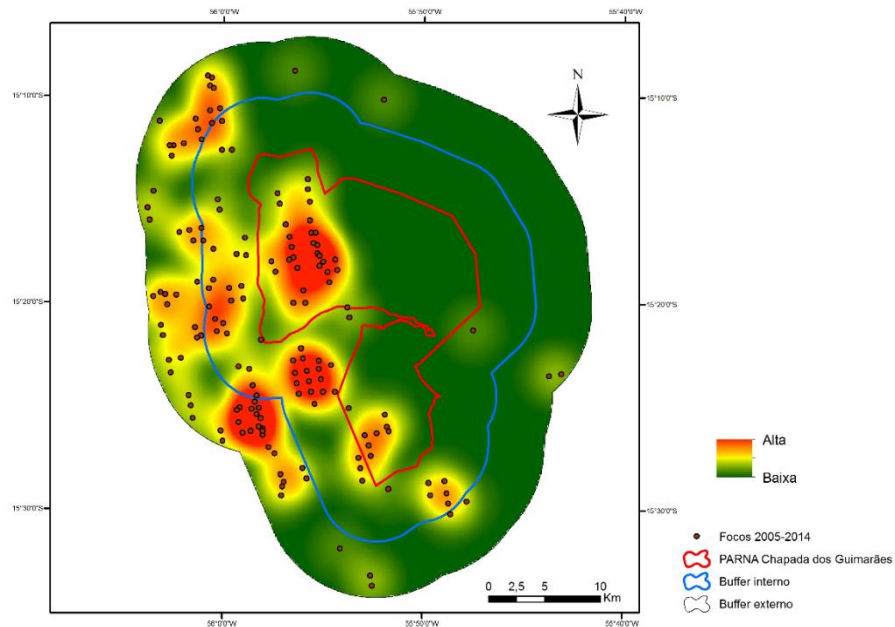 56°0'0"W 55°50'0"W 55°40'0"W
15°10'0"S 15°10'0"S
N
15°20'0"S 15°20'0"S
15°30'0"S 15°30'0"S
Alta
Baixa
Focos 2005-2014
PARNA Chapada dos Guimarães
Buffer interno
Buffer externo
0 2,5 5 10
Km
56°0'0"W 55°50'0"W 55°40'0"W